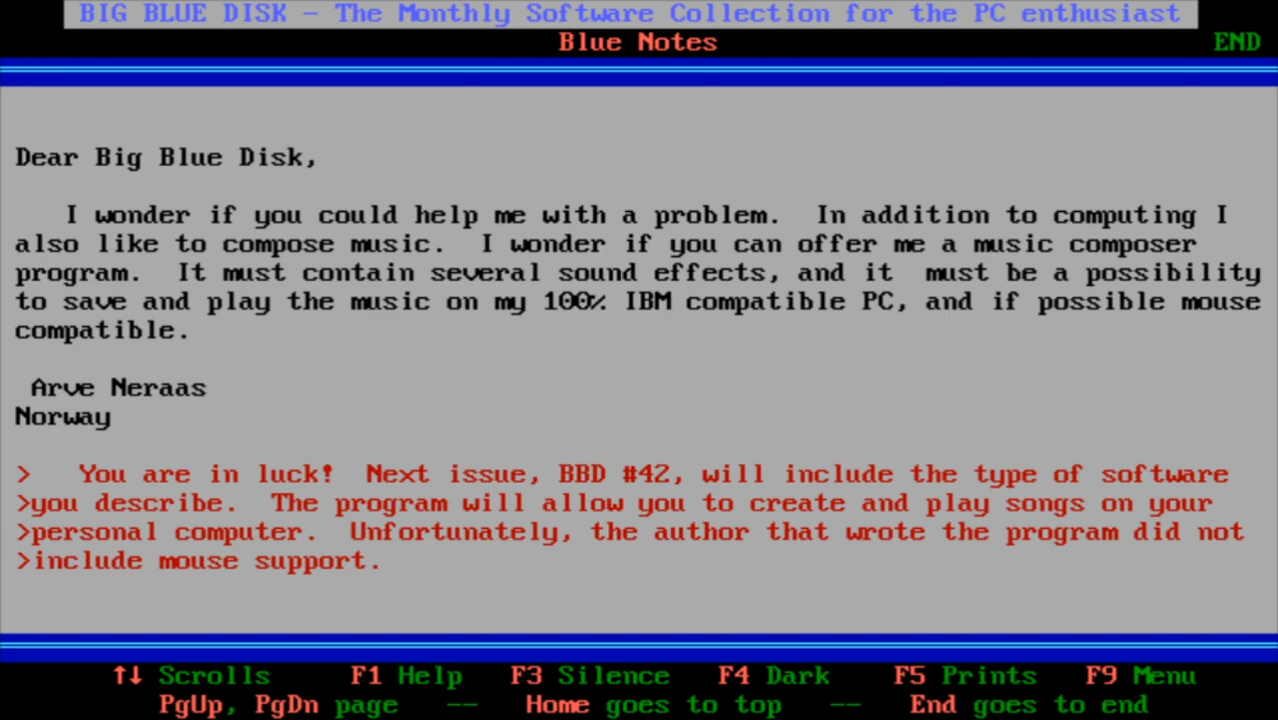 BIG BLUE DISK - The Monthly Software Collection for the PC enthusiast
Blue Notes END
Dear Big Blue Disk,
I wonder if you could help me with a problem. In addition to computing I
also like to compose music. I wonder if you can offer me a music composer
program. It must contain several sound effects, and it must be a possibility
to save and play the music on my 100% IBM compatible PC, and if possible mouse
compatible.
Arve Neraas
Norway
> You are in luck! Next issue, BBD #42, will include the type of software
>you describe. The program will allow you to create and play songs on your
>personal computer. Unfortunately, the author that wrote the program did not
>include mouse support.
↑↓ Scrolls F1 Help F3 Silence F4 Dark F5 Prints F9 Menu
PgUp, PgDn page -- Home goes to top -- End goes to end